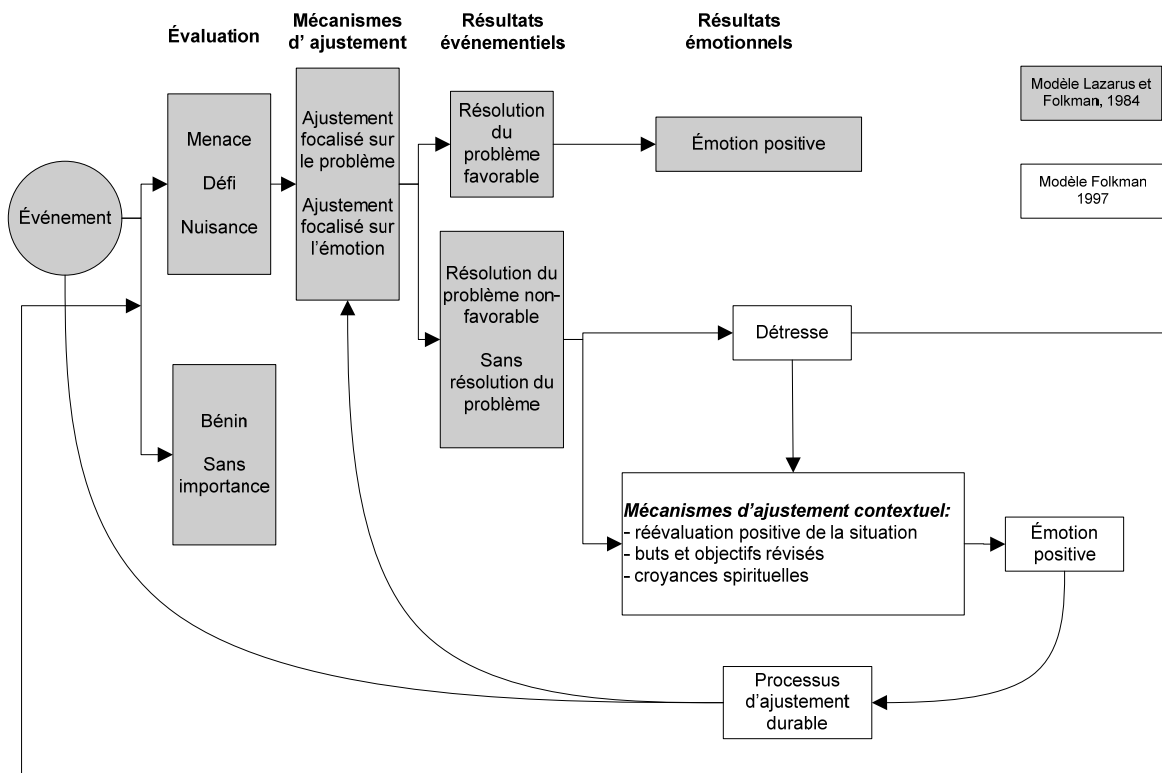 Évaluation
Mécanismes
d’ ajustement
Résultats
événementiels
Résultats
émotionnels
Modèle Lazarus et
Folkman, 1984
Modèle Folkman
1997
Événement
Menace
Défi
Nuisance
Bénin
Sans
importance
Ajustement
focalisé sur
le problème
Ajustement
focalisé sur
l’émotion
Résolution
du
problème
favorable
Émotion positive
Résolution du
problème non-
favorable
Sans
résolution du
problème
Détresse
Mécanismes d’ajustement contextuel:
- réévaluation positive de la situation
- buts et objectifs révisés
- croyances spirituelles
Émotion
positive
Processus
d’ajustement
durable